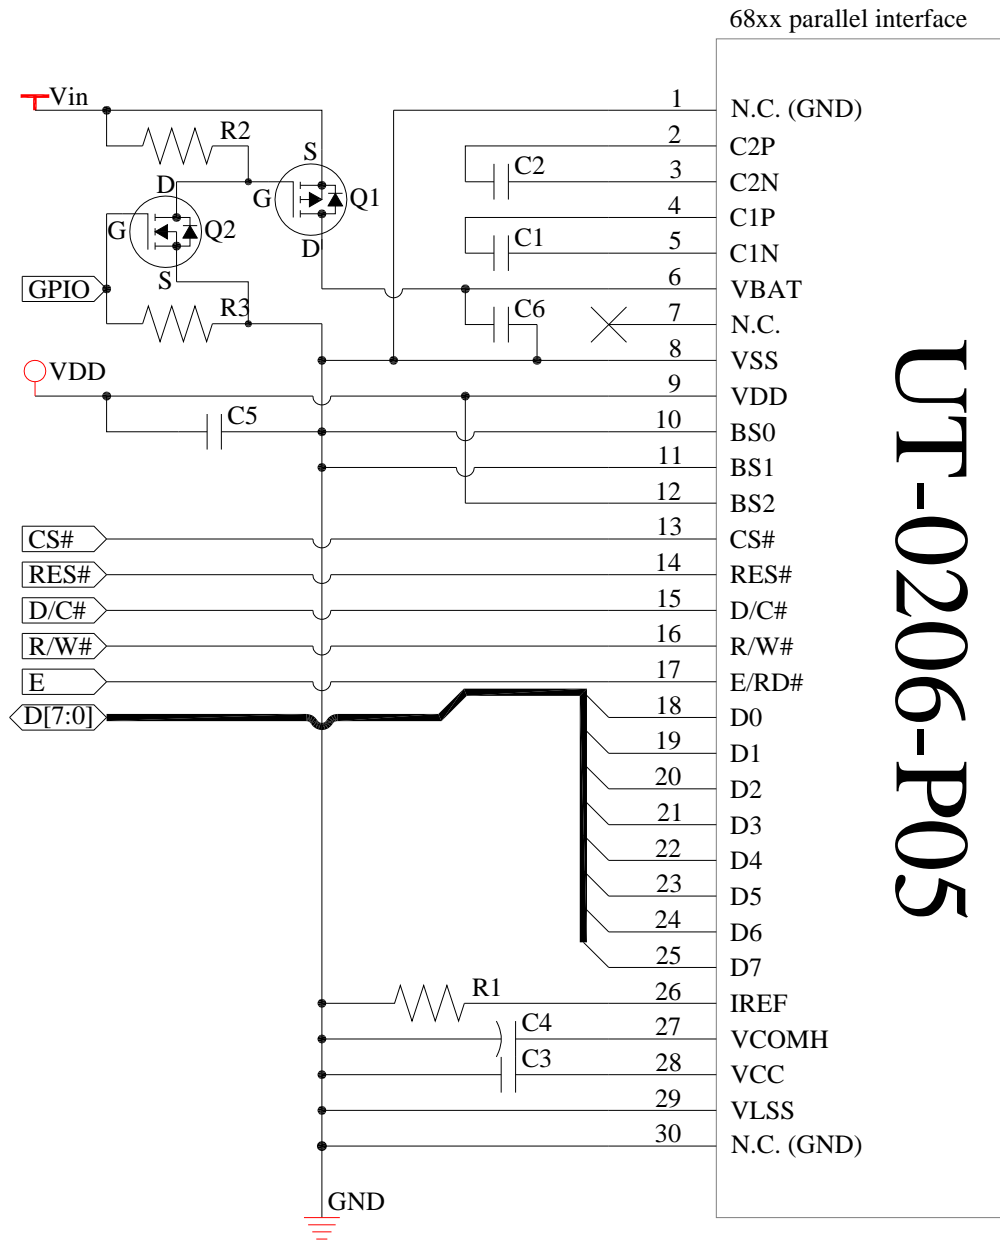 68xx parallel interface
Vin
R2
S
D
G
Q1
G
Q2
D
S
GPIO
R3
VDD
C5
1 N.C. (GND)
2 C2P
C2
3 C2N
4 C1P
C1
5 C1N
6 VBAT
C6
7 N.C.
8 VSS
9 VDD
10 BS0
11 BS1
12 BS2
CS# 13 CS#
RES# 14 RES#
D/C# 15 D/C#
R/W# 16 R/W#
E 17 E/RD#
D[7:0] 18 D0
19 D1
20 D2
21 D3
22 D4
23 D5
24 D6
25 D7
R1 26 IREF
C4 27 VCOMH
C3 28 VCC
29 VLSS
30 N.C. (GND)
GND
UT-0206-P05